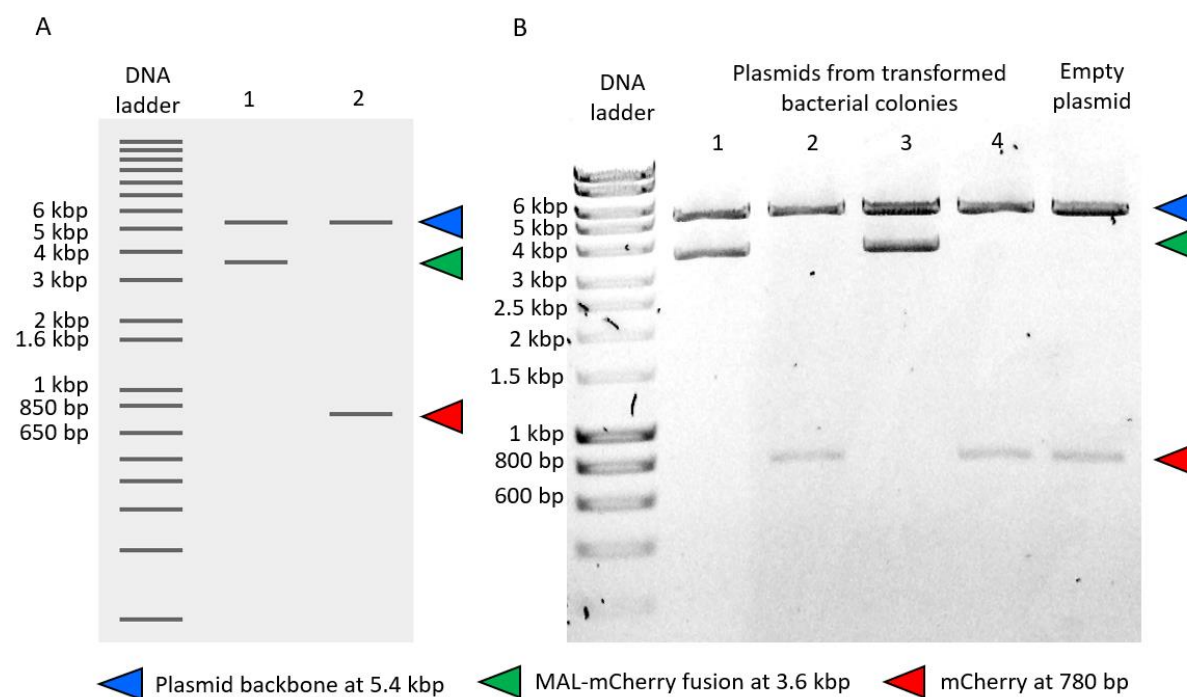 A
DNA
ladder
1
2
6 kbp
5 kbp
4 kbp
3 kbp
2 kbp
1.6 kbp
1 kbp
850 bp
650 bp
B
DNA
ladder
Plasmids from transformed
bacterial colonies
Empty
plasmid
1
2
3
4
6 kbp
5 kbp
4 kbp
3 kbp
2.5 kbp
2 kbp
1.5 kbp
1 kbp
800 bp
600 bp
Plasmid backbone at 5.4 kbp
MAL-mCherry fusion at 3.6 kbp
mCherry at 780 bp